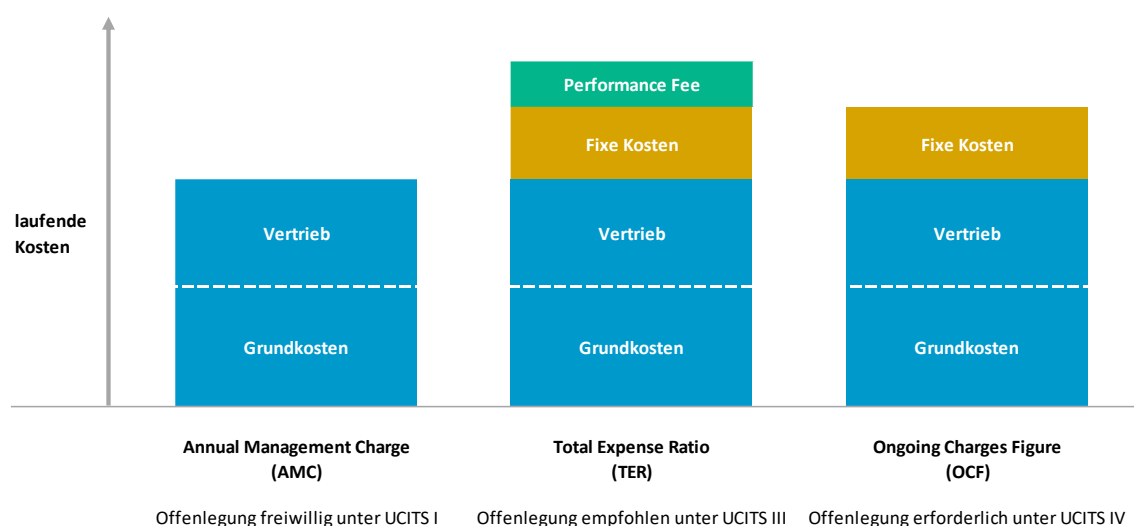 laufende
Kosten
Vertrieb
Grundkosten
Performance Fee
Fixe Kosten
Vertrieb
Grundkosten
Fixe Kosten
Vertrieb
Grundkosten
Annual Management Charge
(AMC)
Offenlegung freiwillig unter UCITS I
Total Expense Ratio
(TER)
Offenlegung empfohlen unter UCITS III
Ongoing Charges Figure
(OCF)
Offenlegung erforderlich unter UCITS IV